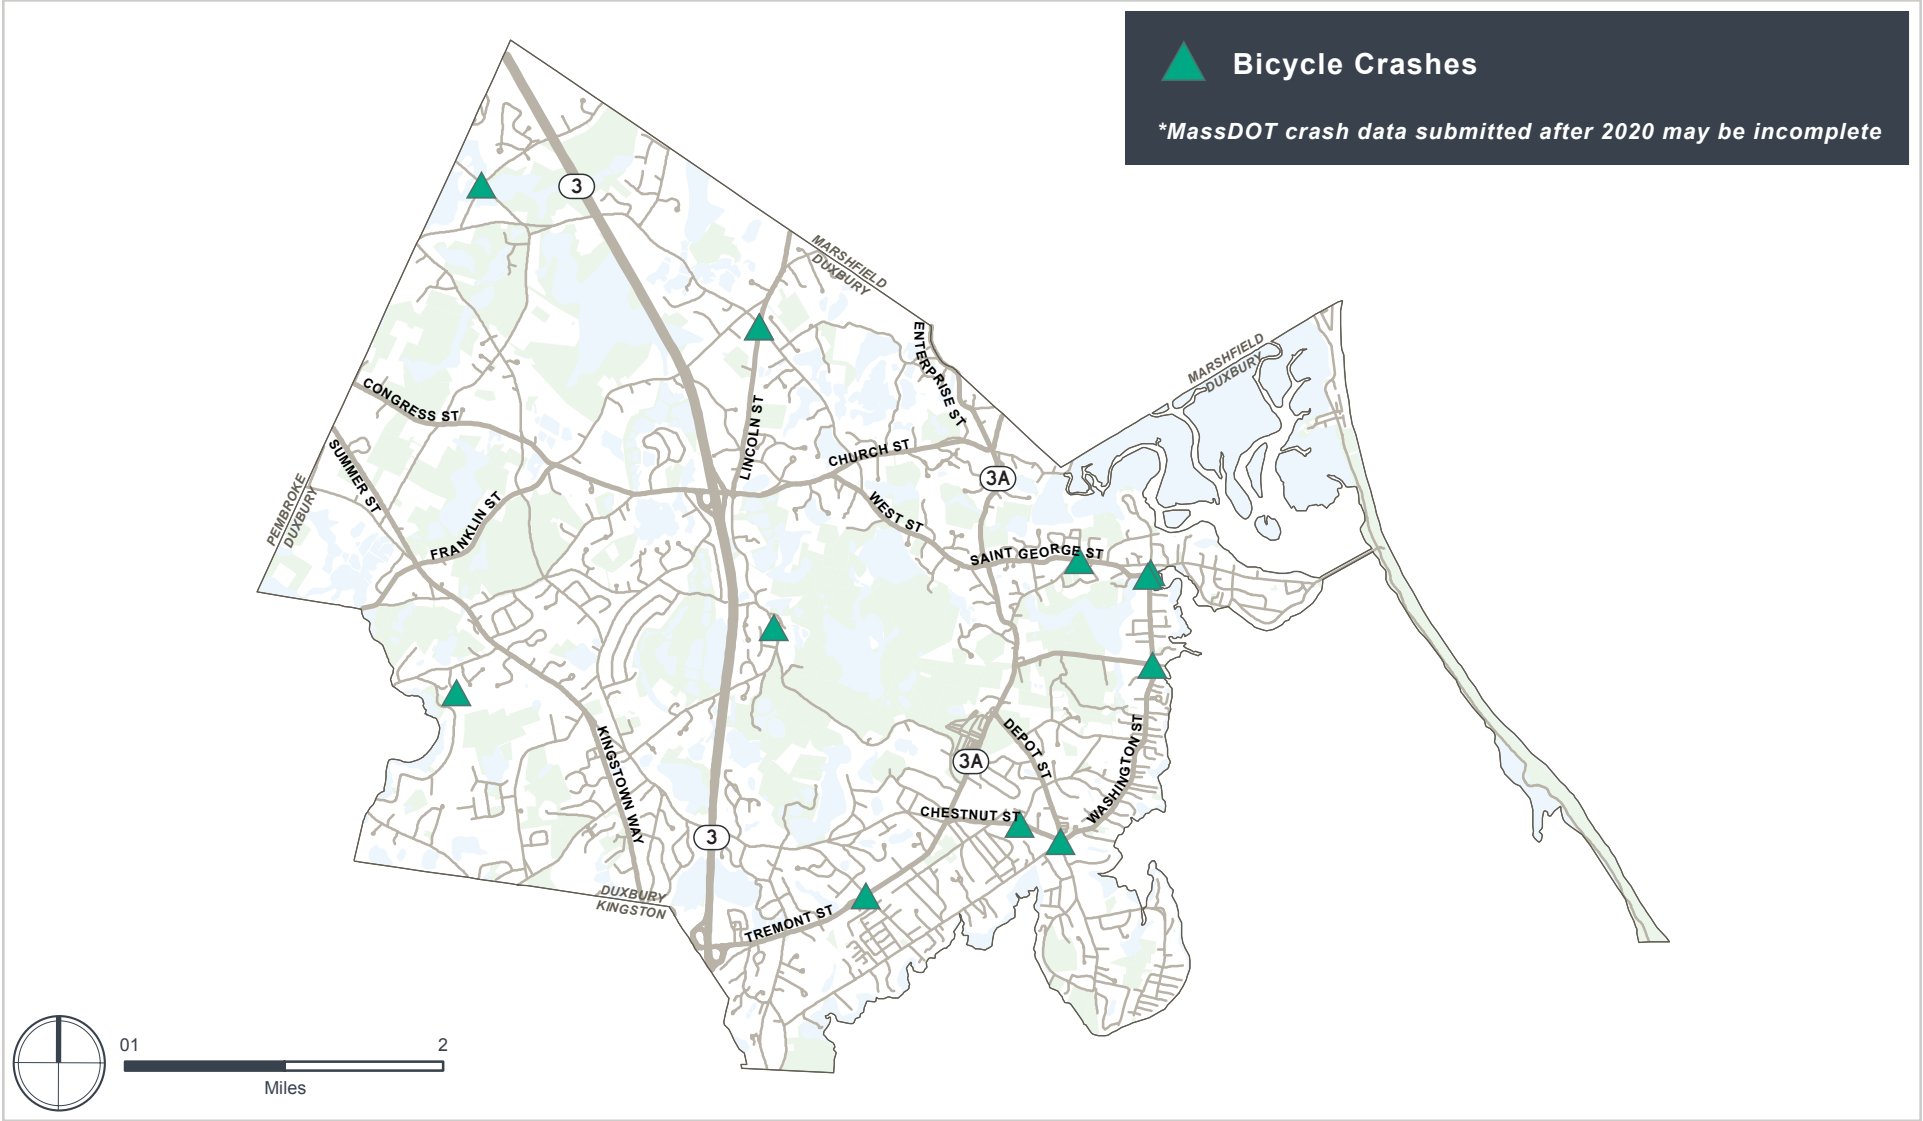 Bicycle Crashes
*MassDOT crash data submitted after 2020 may be incomplete
3
MARSHFIELD
DUXBURY
ENTERPRISE ST
MARSHFIELD
DUXBURY
CONGRESS ST
LINCOLN ST
CHURCH ST
SUMMER ST
3A
PEMBROKE
DUXBURY
FRANKLIN ST
WEST ST
SAINT GEORGE ST
KINGSTOWN WAY
DEPOT ST
WASHINGTON ST
3A
CHESTNUT ST
3
DUXBURY
KINGSTON
TREMONT ST
01 2
Miles